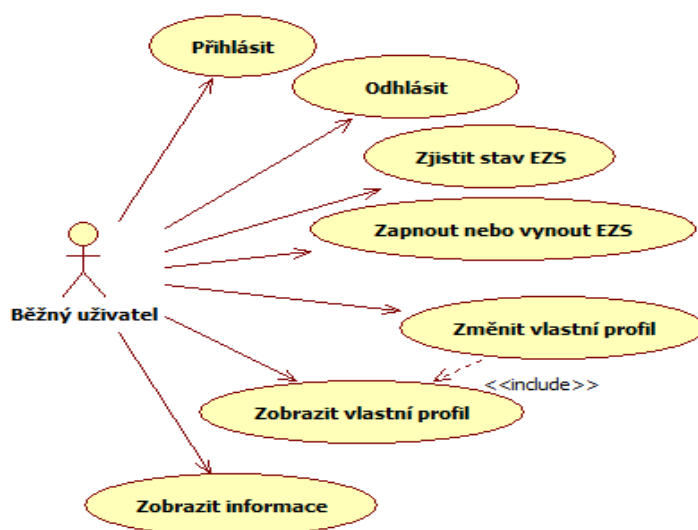 Přihlásit
Odhlásit
Zjistit stav EZS
Zapnout nebo vynout EZS
Běžný uživatel
Změnit vlastní profil
<<include>>
Zobrazit vlastní profil
Zobrazit informace